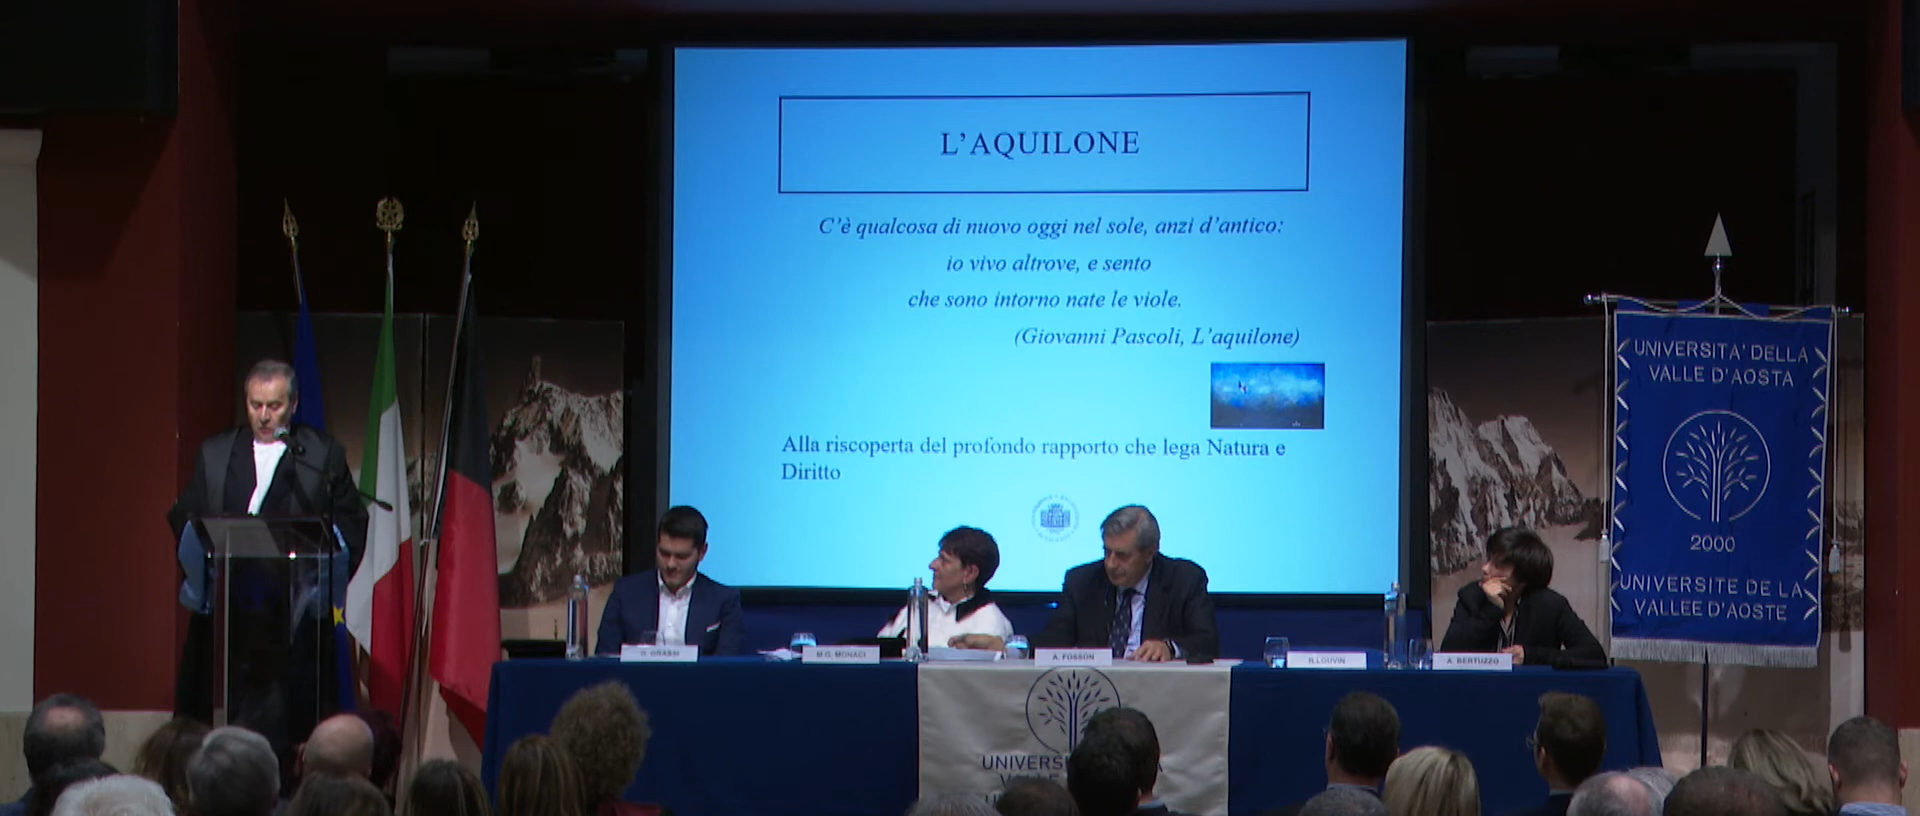 L'AQUILONE
C'è qualcosa di nuovo oggi nel sole, anzi d'antico:
io vivo altrove, e sento
che sono intorno nate le viole.
(Giovanni Pascoli, L'aquilone)
Alla riscoperta del profondo rapporto che lega Natura e
Diritto
UNIVERSITA' DELLA
VALLE D'AOSTA
2000
UNIVERSITE DE LA
VALLEE D'AOSTE
M.G. MONACI
A. FOSSON
R.LOUVIN
A. BERTUZZO